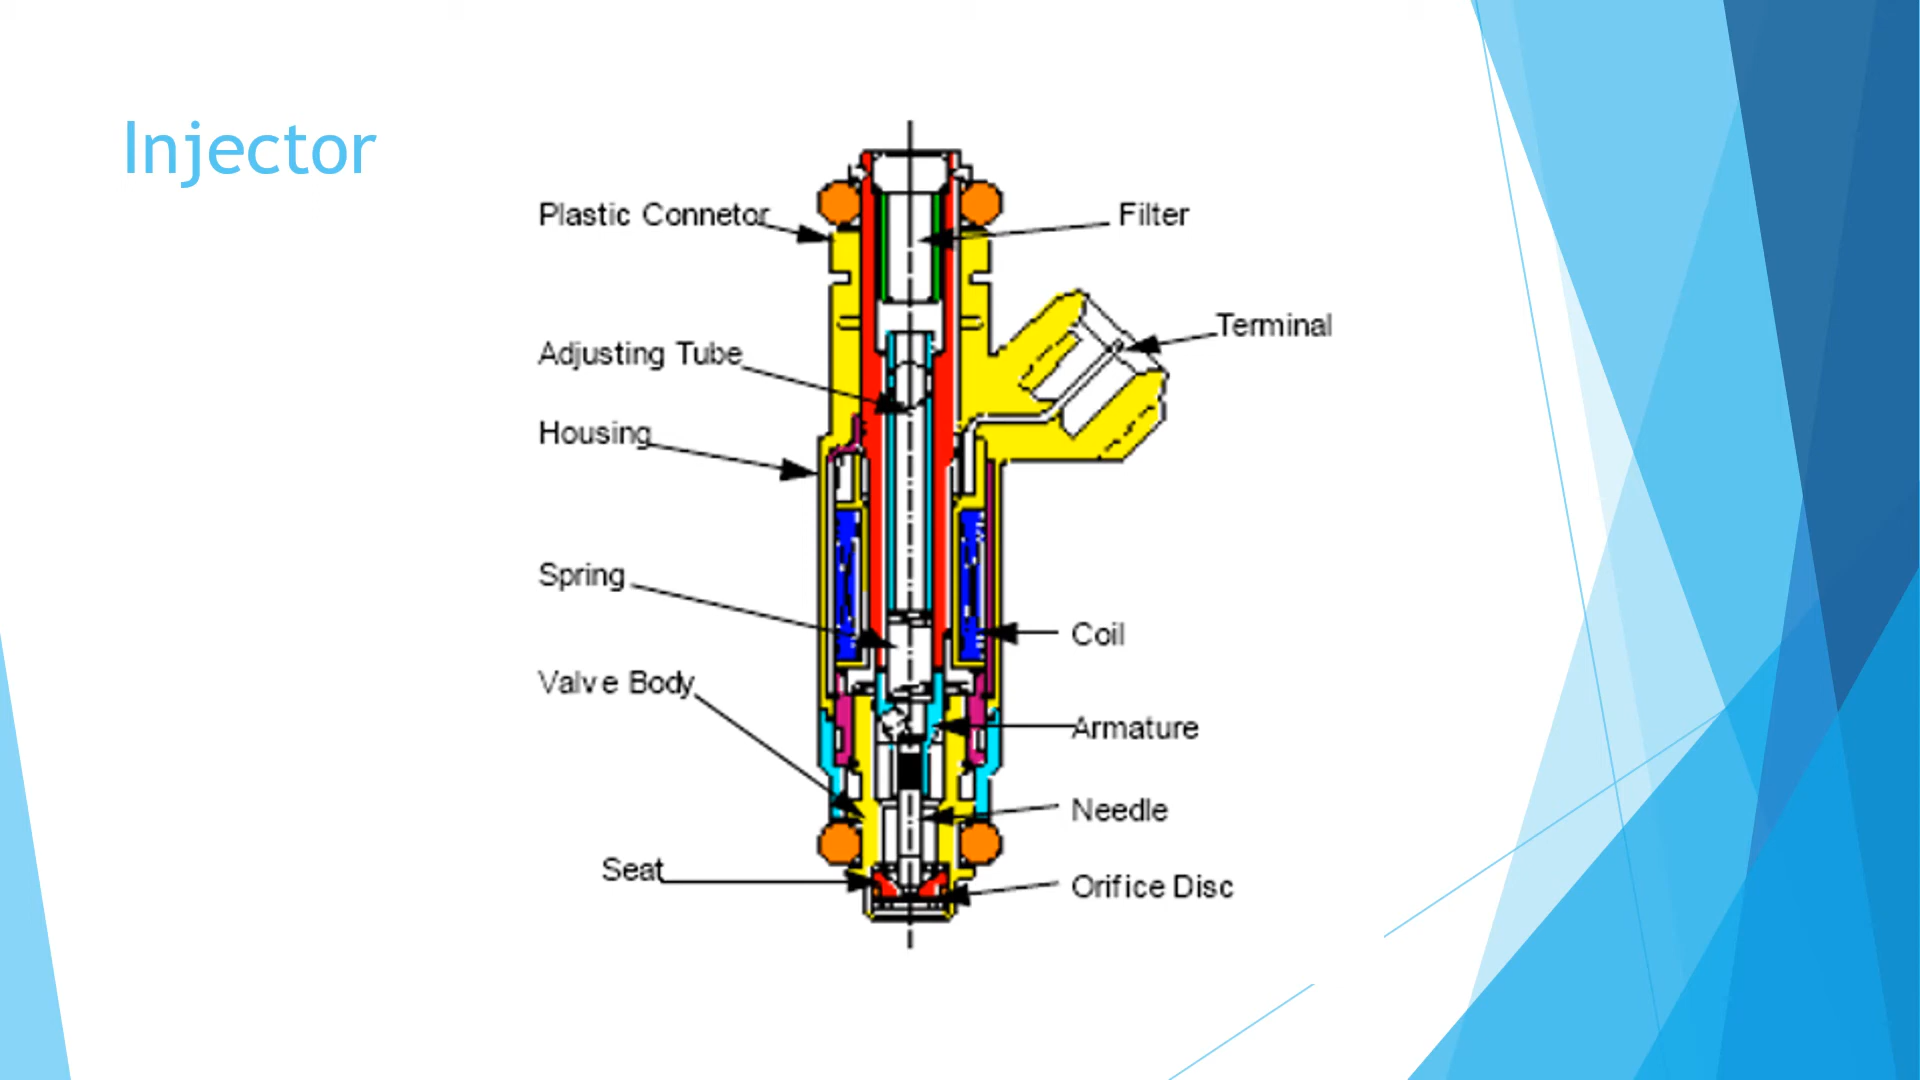 Injector
Plastic Connetor
Filter
Terminal
Adjusting Tube
Housing
Spring
Coil
Valve Body
Armature
Needle
Seat
Orifice Disc